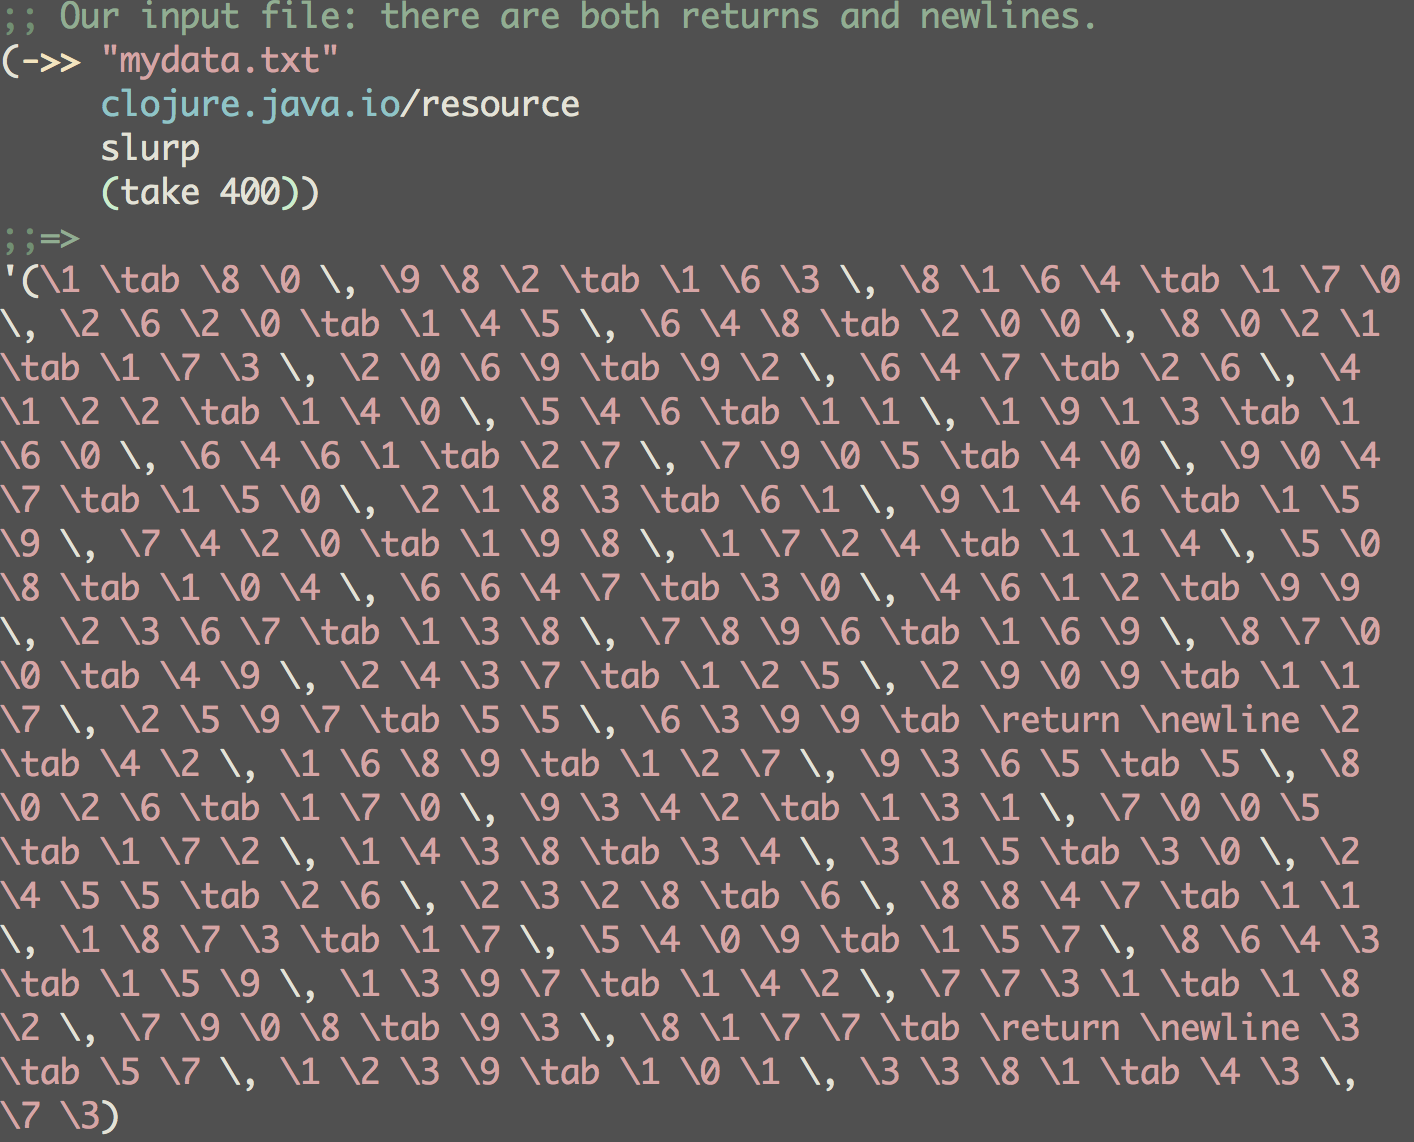 ;; Our input file: there are both returns and newlines.
(->> "mydata.txt"
     clojure.java.io/resource
     slurp
     (take 400))
;;=>
'(\1 \tab \8 \0 \, \9 \8 \2 \tab \1 \6 \3 \, \8 \1 \6 \4 \tab \1 \7 \0
\, \2 \6 \2 \0 \tab \1 \4 \5 \, \6 \4 \8 \tab \2 \0 \0 \, \8 \0 \2 \1
\tab \1 \7 \3 \, \2 \0 \6 \9 \tab \9 \2 \, \6 \4 \7 \tab \2 \6 \, \4
\1 \2 \2 \tab \1 \4 \0 \, \5 \4 \6 \tab \1 \1 \, \1 \9 \1 \3 \tab \1
\6 \0 \, \6 \4 \6 \1 \tab \2 \7 \, \7 \9 \0 \5 \tab \4 \0 \, \9 \0 \4
\7 \tab \1 \5 \0 \, \2 \1 \8 \3 \tab \6 \1 \, \9 \1 \4 \6 \tab \1 \5
\9 \, \7 \4 \2 \0 \tab \1 \9 \8 \, \1 \7 \2 \4 \tab \1 \1 \4 \, \5 \0
\8 \tab \1 \0 \4 \, \6 \6 \4 \7 \tab \3 \0 \, \4 \6 \1 \2 \tab \9 \9
\, \2 \3 \6 \7 \tab \1 \3 \8 \, \7 \8 \9 \6 \tab \1 \6 \9 \, \8 \7 \0
\0 \tab \4 \9 \, \2 \4 \3 \7 \tab \1 \2 \5 \, \2 \9 \0 \9 \tab \1 \1
\7 \, \2 \5 \9 \7 \tab \5 \5 \, \6 \3 \9 \9 \tab \return \newline \2
\tab \4 \2 \, \1 \6 \8 \9 \tab \1 \2 \7 \, \9 \3 \6 \5 \tab \5 \, \8
\0 \2 \6 \tab \1 \7 \0 \, \9 \3 \4 \2 \tab \1 \3 \1 \, \7 \0 \0 \5
\tab \1 \7 \2 \, \1 \4 \3 \8 \tab \3 \4 \, \3 \1 \5 \tab \3 \0 \, \2
\4 \5 \5 \tab \2 \6 \, \2 \3 \2 \8 \tab \6 \, \8 \8 \4 \7 \tab \1 \1
\, \1 \8 \7 \3 \tab \1 \7 \, \5 \4 \0 \9 \tab \1 \5 \7 \, \8 \6 \4 \3
\tab \1 \5 \9 \, \1 \3 \9 \7 \tab \1 \4 \2 \, \7 \7 \3 \1 \tab \1 \8
\2 \, \7 \9 \0 \8 \tab \9 \3 \, \8 \1 \7 \7 \tab \return \newline \3
\tab \5 \7 \, \1 \2 \3 \9 \tab \1 \0 \1 \, \3 \3 \8 \1 \tab \4 \3 \,
\7 \3)